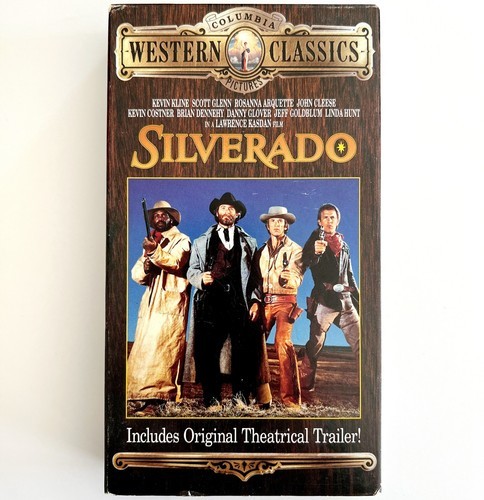 COLUMBIA
WESTERN CLASSICS
PICTURES
KEVIN KLINE SCOTT GLENN ROSANNA ARQUETTE JOHN CLEESE
KEVIN COSTNER BRIAN DENNEHY DANNY GLOVER JEFF GOLDBLUM LINDA HUNT
IN A LAWRENCE KASDAN FILM
SILVERADO
Includes Original Theatrical Trailer!